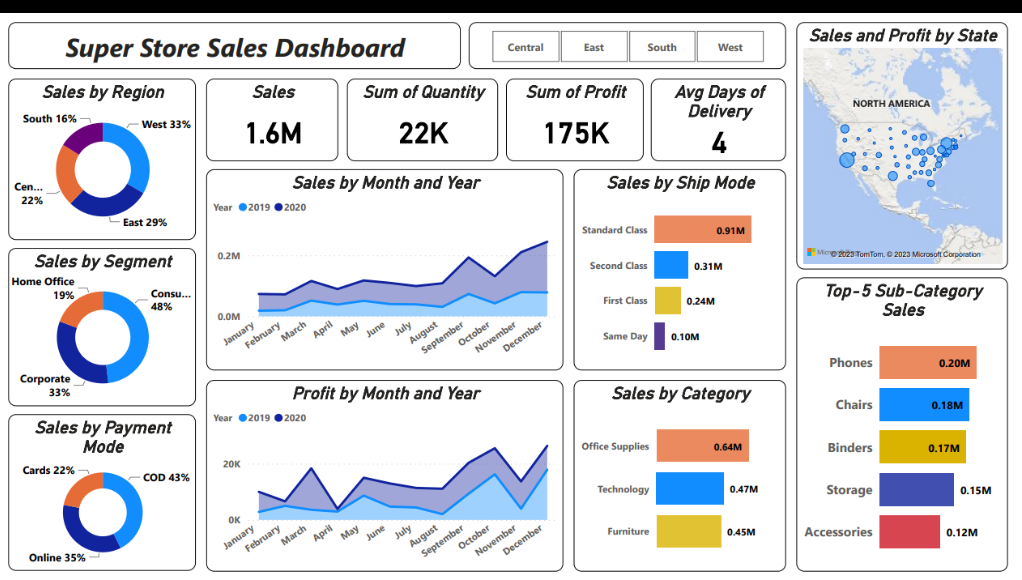 Super Store Sales Dashboard
Central
East
South
West
Sales and Profit by State
NORTH AMERICA
© 2023 TomTom, © 2023 Microsoft Corporation
Sales by Region
South 16%
West 33%
Cen...
22%
East 29%
Sales
1.6M
Sum of Quantity
22K
Sum of Profit
175K
Avg Days of
Delivery
4
Sales by Month and Year
Year 2019 2020
0.2M
0.0M
January
February
March
April
May
June
July
August
September
October
November
December
Sales by Ship Mode
Standard Class 0.91M
Second Class 0.31M
First Class 0.24M
Same Day 0.10M
Sales by Segment
Home Office
19%
Consu...
48%
Corporate
33%
Top-5 Sub-Category
Sales
Phones 0.20M
Chairs 0.18M
Binders 0.17M
Storage 0.15M
Accessories 0.12M
Profit by Month and Year
Year 2019 2020
20K
0K
January
February
March
April
May
June
July
August
September
October
November
December
Sales by Category
Office Supplies 0.64M
Technology 0.47M
Furniture 0.45M
Sales by Payment
Mode
Cards 22%
COD 43%
Online 35%